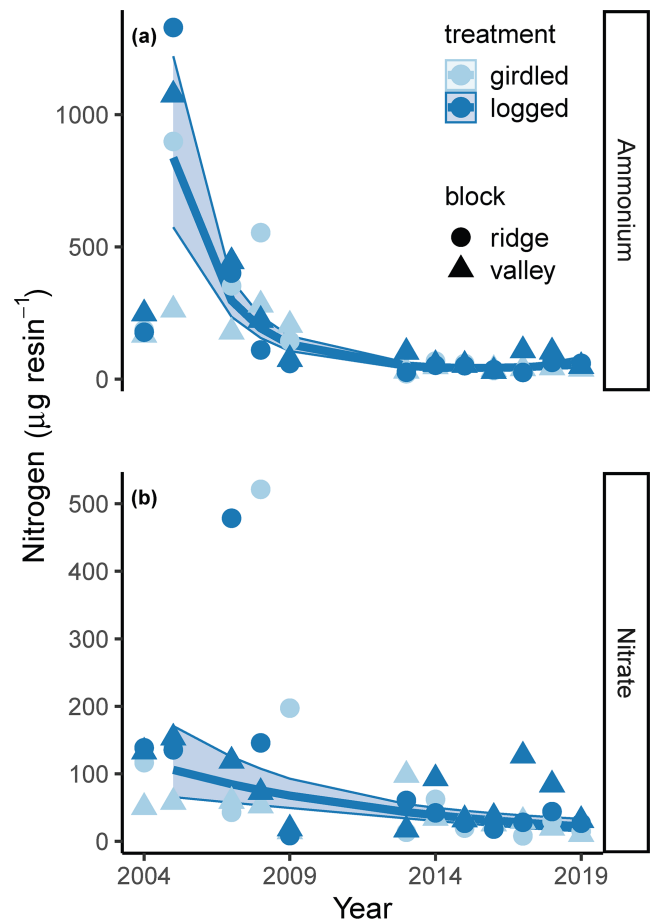 (a)
treatment
girdled
logged
block
ridge
valley
1000
500
0
Ammonium
Nitrogen (µg resin⁻¹)
(b)
500
400
300
200
100
0
Nitrate
2004 2009 2014 2019
Year